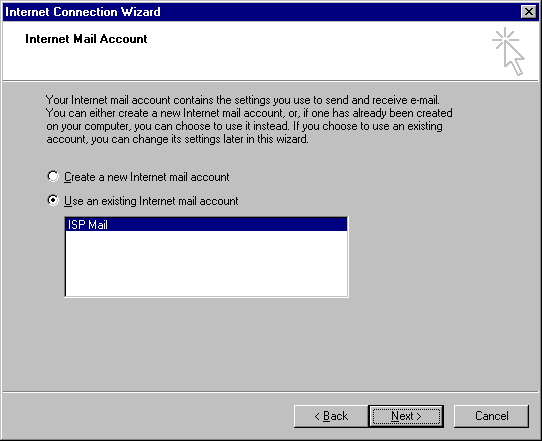 Internet Connection Wizard
Internet Mail Account
Your Internet mail account contains the settings you use to send and receive e-mail.
You can either create a new Internet mail account, or, if one has already been created
on your computer, you can choose to use it instead. If you choose to use an existing
account, you can change its settings later in this wizard.
Create a new Internet mail account
Use an existing Internet mail account
ISP Mail
< Back Next > Cancel